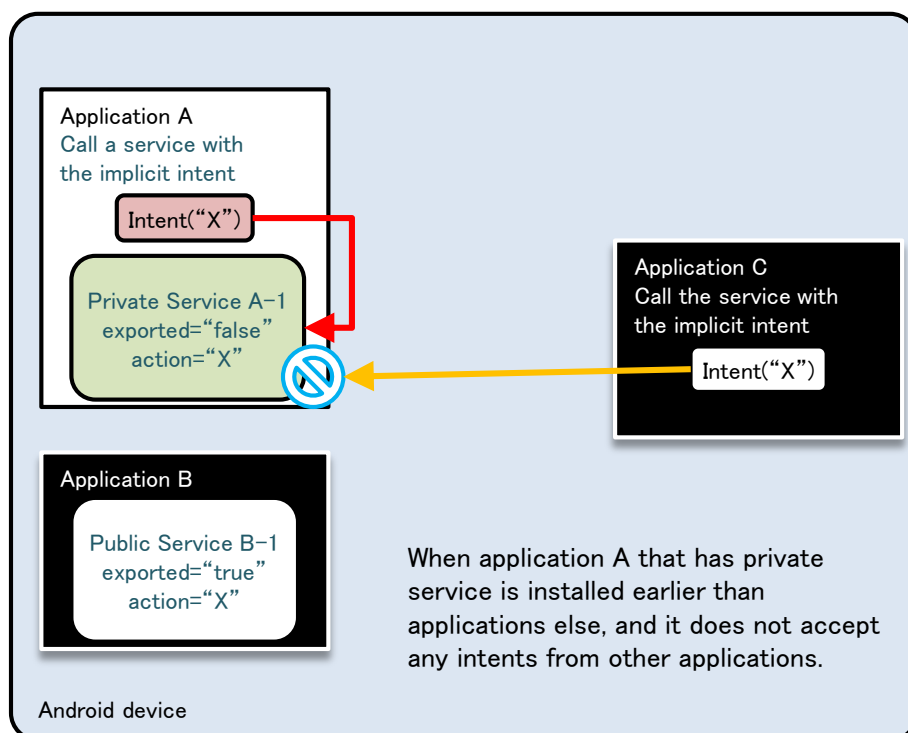 Application A
Call a service with
the implicit intent
Intent(“X”)
Private Service A-1
exported=“false”
action=“X”
Application C
Call the service with
the implicit intent
Intent(“X”)
Application B
Public Service B-1
exported=“true”
action=“X”
When application A that has private
service is installed earlier than
applications else, and it does not accept
any intents from other applications.
Android device